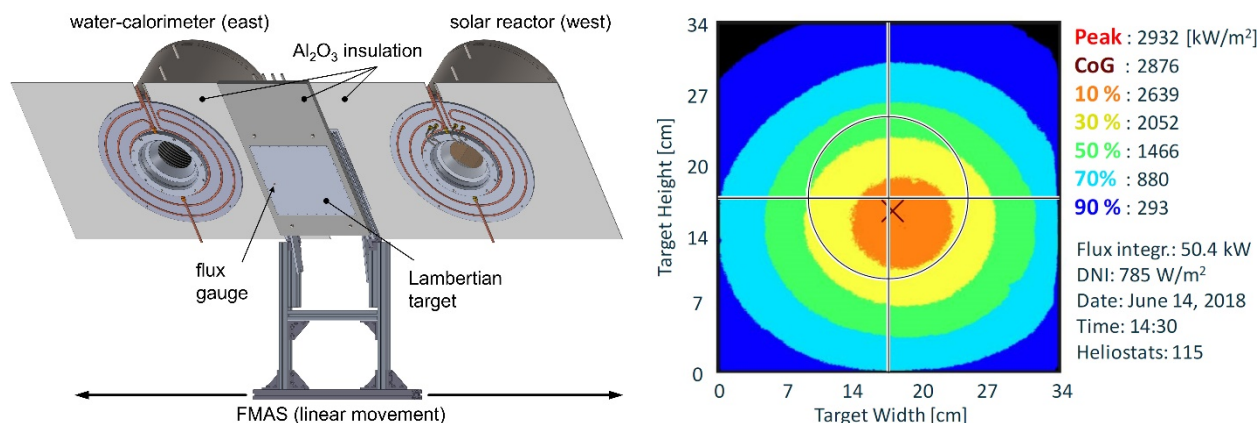 water-calorimeter (east)
solar reactor (west)
Al₂O₃ insulation
flux
gauge
Lambertian
target
FMAS (linear movement)
34
27
20
14
7
0
Target Height [cm]
0
7
14
20
27
34
Target Width [cm]
Peak : 2932 [kW/m²]
CoG : 2876
10 % : 2639
30 % : 2052
50 % : 1466
70% : 880
90 % : 293
Flux integr.: 50.4 kW
DNI: 785 W/m²
Date: June 14, 2018
Time: 14:30
Heliostats: 115